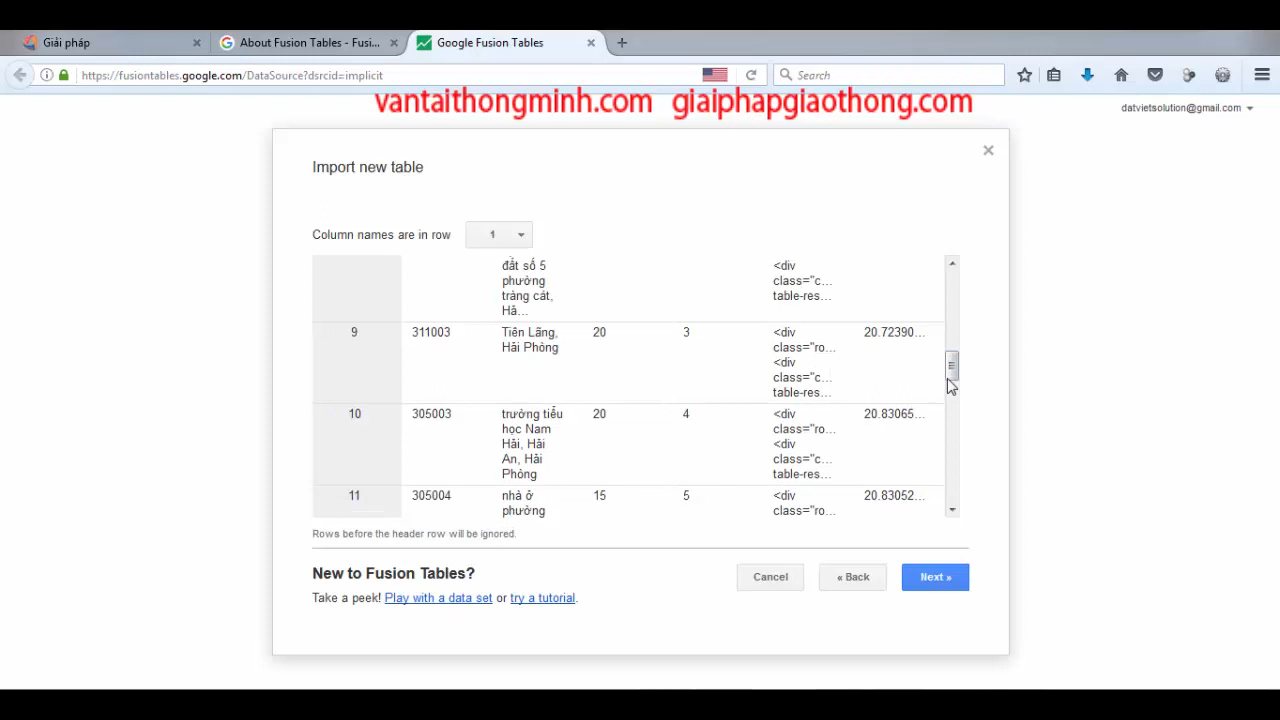 Giải pháp
About Fusion Tables - Fusi...
Google Fusion Tables
https://fusiontables.google.com/DataSource?dsrcid=implicit
Search
vantaithongminh.com giaiphapgiaothong.com
datvietsolution@gmail.com
Import new table
Column names are in row 1
đất số 5
phường
tràng cát,
Hả...
<div
class="c...
table-res...
9
311003
Tiên Lãng,
Hải Phòng
20
3
<div
class="ro...
<div
class="c...
table-res...
20.72390...
10
305003
trường tiểu
học Nam
Hải, Hải
An, Hải
Phòng
20
4
<div
class="ro...
<div
class="c...
table-res...
20.83065...
11
305004
nhà ở
phường
15
5
<div
class="ro...
20.83052...
Rows before the header row will be ignored.
New to Fusion Tables?
Take a peek! Play with a data set or try a tutorial.
Cancel
« Back
Next »